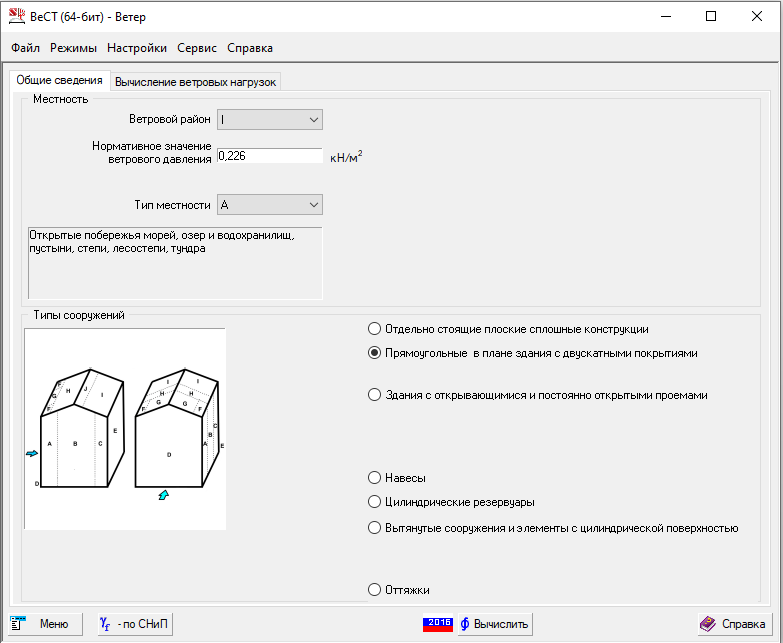 ВеСТ (64-бит) - Ветер
Файл Режимы Настройки Сервис Справка
Общие сведения Вычисление ветровых нагрузок
Местность
Ветровой район I
Нормативное значение
ветрового давления 0,226 кН/м²
Тип местности А
Открытые побережья морей, озер и водохранилищ,
пустыни, степи, лесостепи, тундра
Типы сооружений
Отдельно стоящие плоские сплошные конструкции
Прямоугольные в плане здания с двускатными покрытиями
Здания с открывающимися и постоянно открытыми проемами
Навесы
Цилиндрические резервуары
Вытянутые сооружения и элементы с цилиндрической поверхностью
Оттяжки
F G H J I F
A B C E D
I I H H F G G F
D A B C E
Меню γf - по СНиП 2016 Вычислить Справка